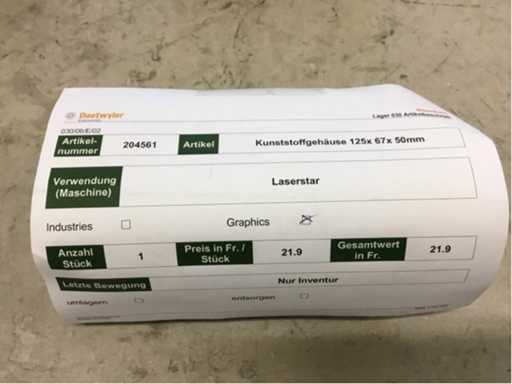 Daetwyler
Lager 030 Artikelinventur
030/06/E/02
Artikel-
nummer
204561
Artikel
Kunststoffgehäuse 125x 67x 50mm
Verwendung
(Maschine)
Laserstar
Industries
Graphics
Anzahl
Stück
1
Preis in Fr. /
Stück
21.9
Gesamtwert
in Fr.
21.9
Letzte Bewegung
Nur Inventur
umlagern
entsorgen